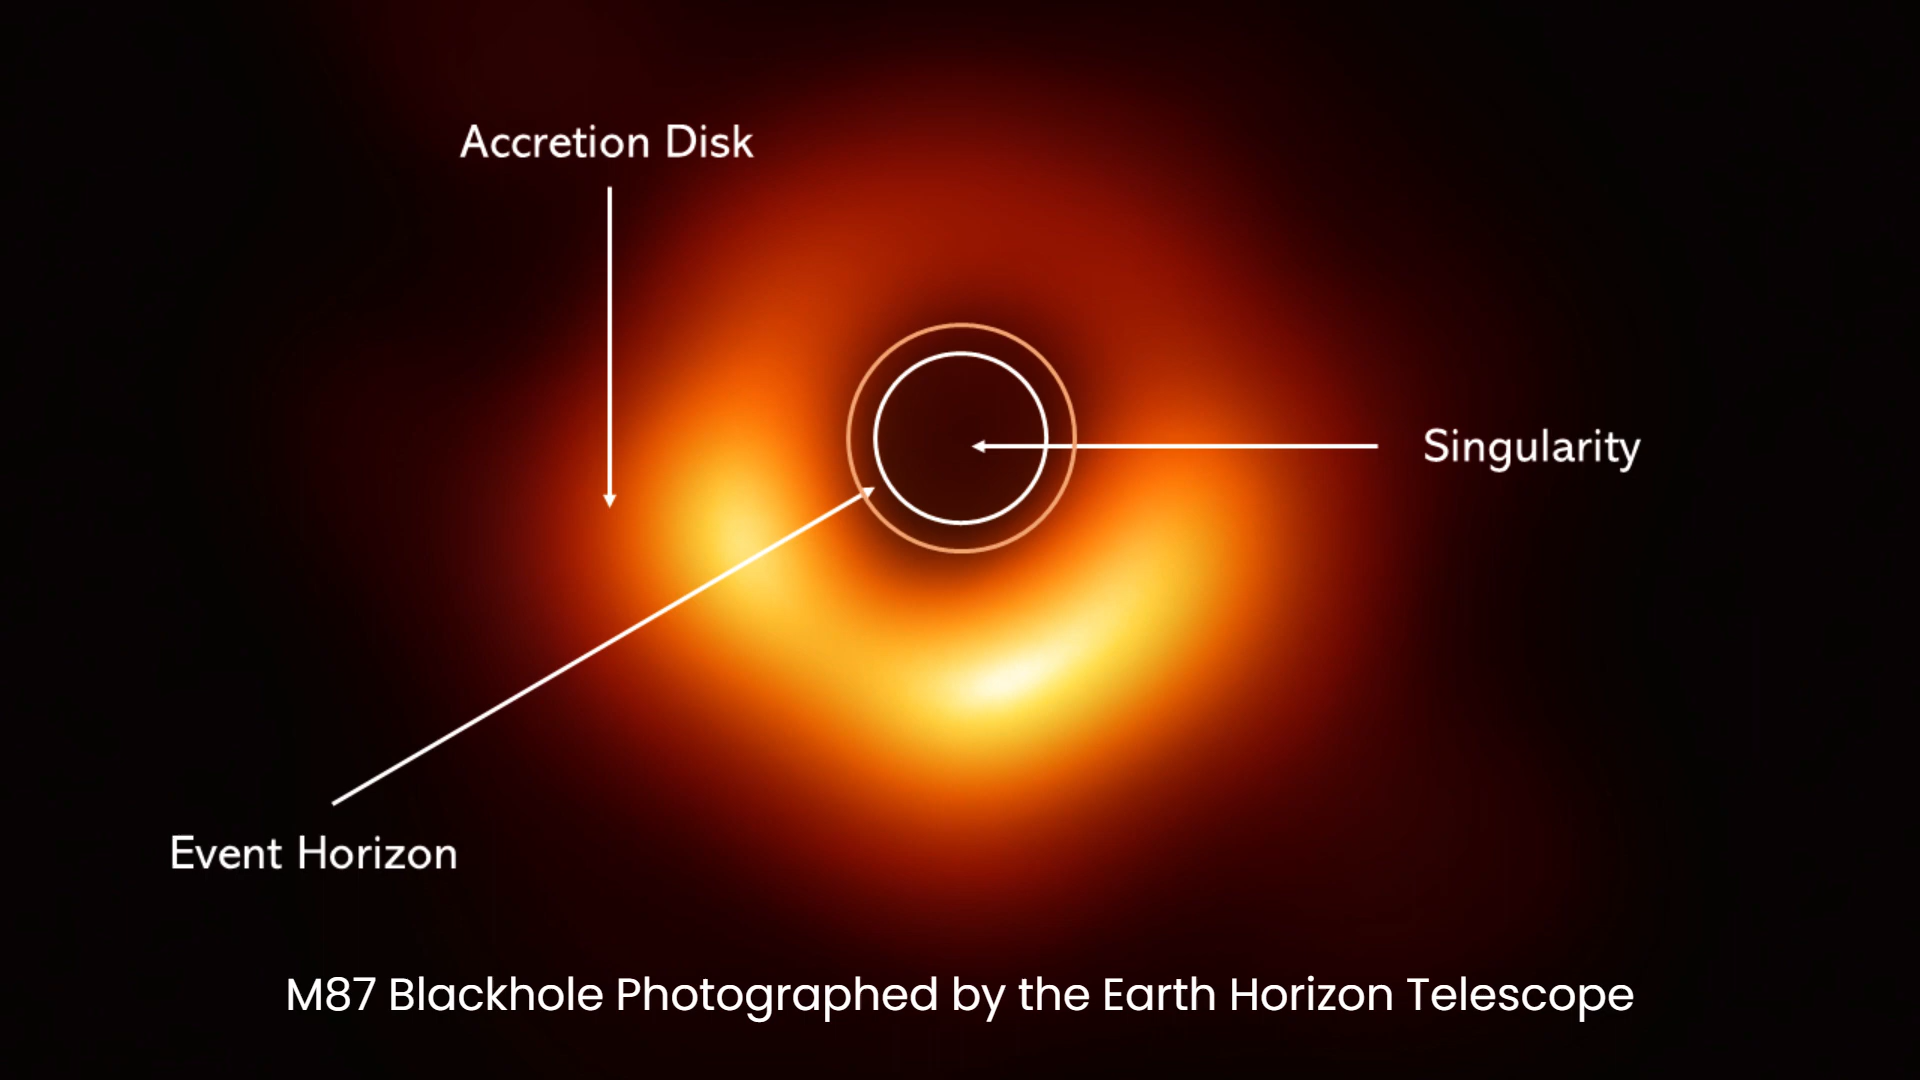 Accretion Disk
Singularity
Event Horizon
M87 Blackhole Photographed by the Earth Horizon Telescope